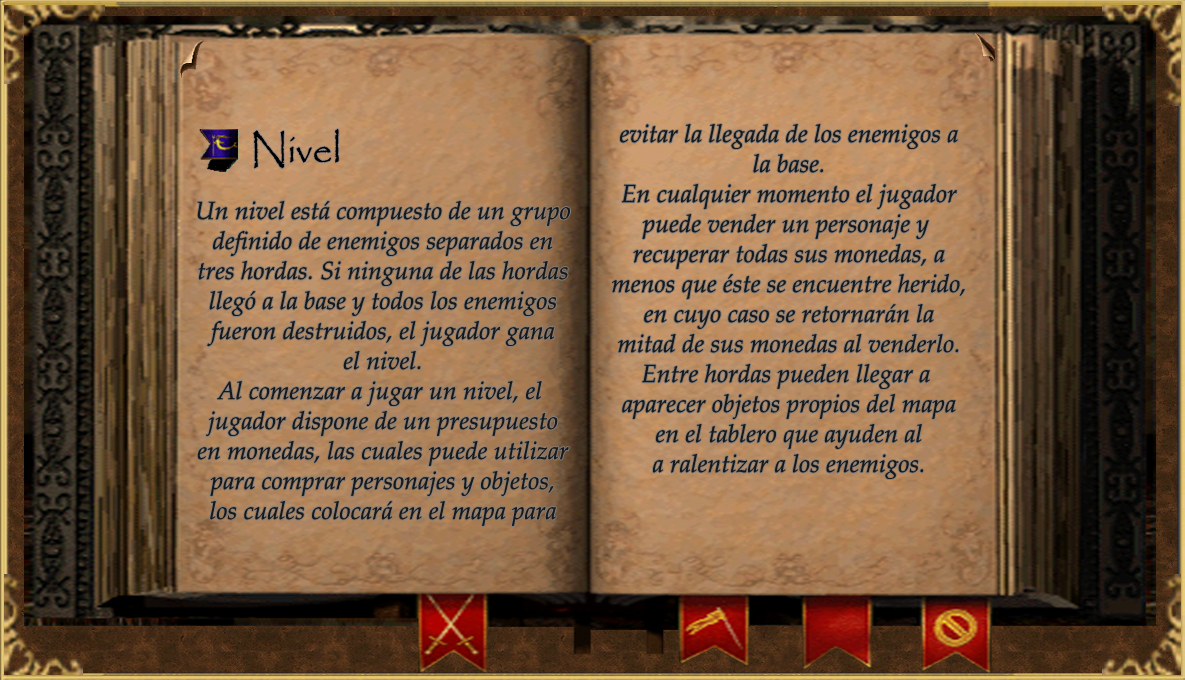 Nivel
Un nivel está compuesto de un grupo
definido de enemigos separados en
tres hordas. Si ninguna de las hordas
llegó a la base y todos los enemigos
fueron destruidos, el jugador gana
el nivel.
Al comenzar a jugar un nivel, el
jugador dispone de un presupuesto
en monedas, las cuales puede utilizar
para comprar personajes y objetos,
los cuales colocará en el mapa para
evitar la llegada de los enemigos a
la base.
En cualquier momento el jugador
puede vender un personaje y
recuperar todas sus monedas, a
menos que éste se encuentre herido,
en cuyo caso se retornarán la
mitad de sus monedas al venderlo.
Entre hordas pueden llegar a
aparecer objetos propios del mapa
en el tablero que ayuden al
a ralentizar a los enemigos.